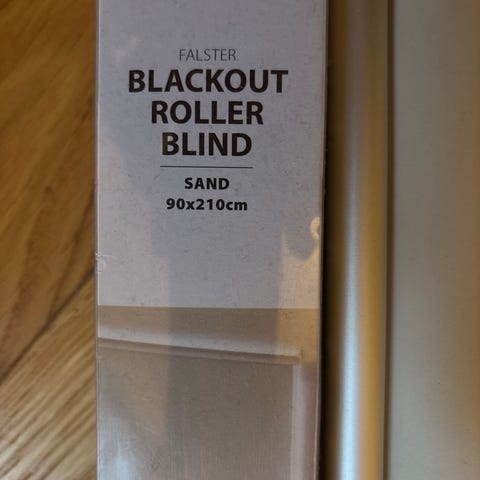 FALSTER
BLACKOUT
ROLLER
BLIND
SAND
90x210cm